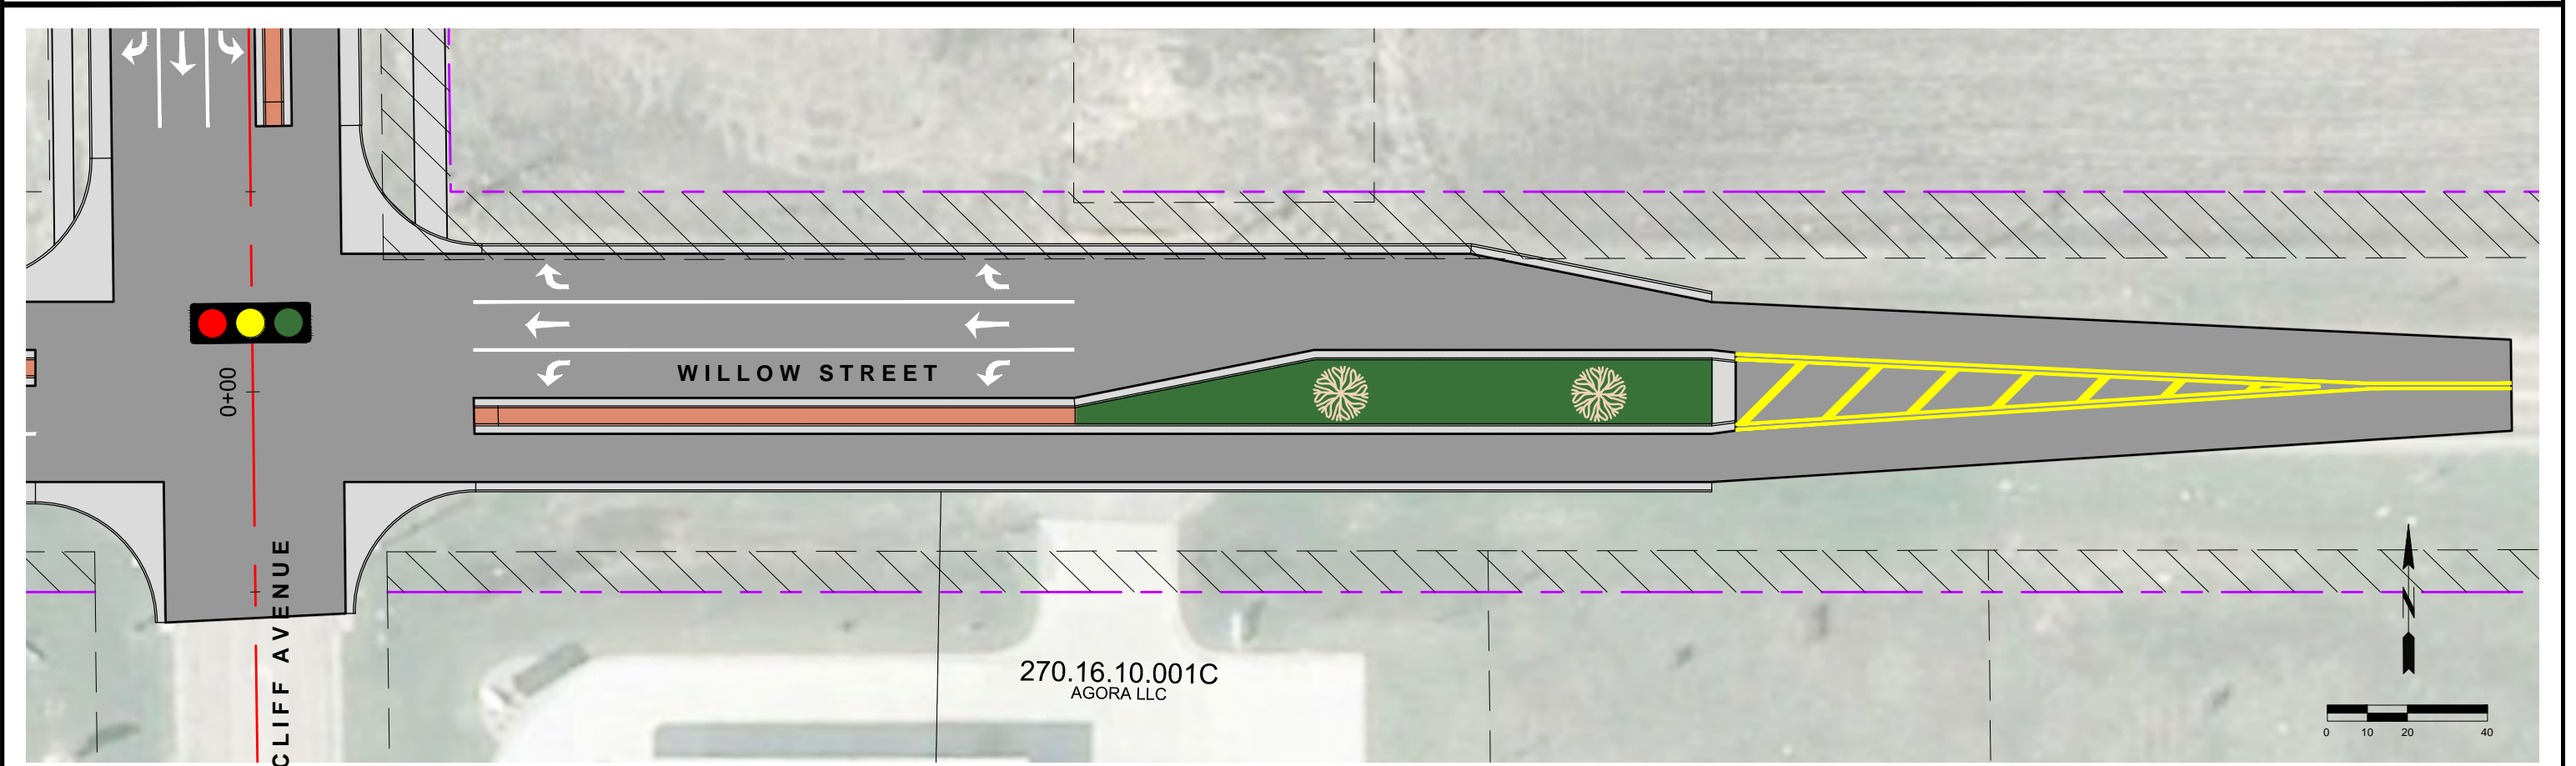 WILLOW STREET
0+00
CLIFF AVENUE
270.16.10.001C
AGORA LLC
N
0 10 20 40